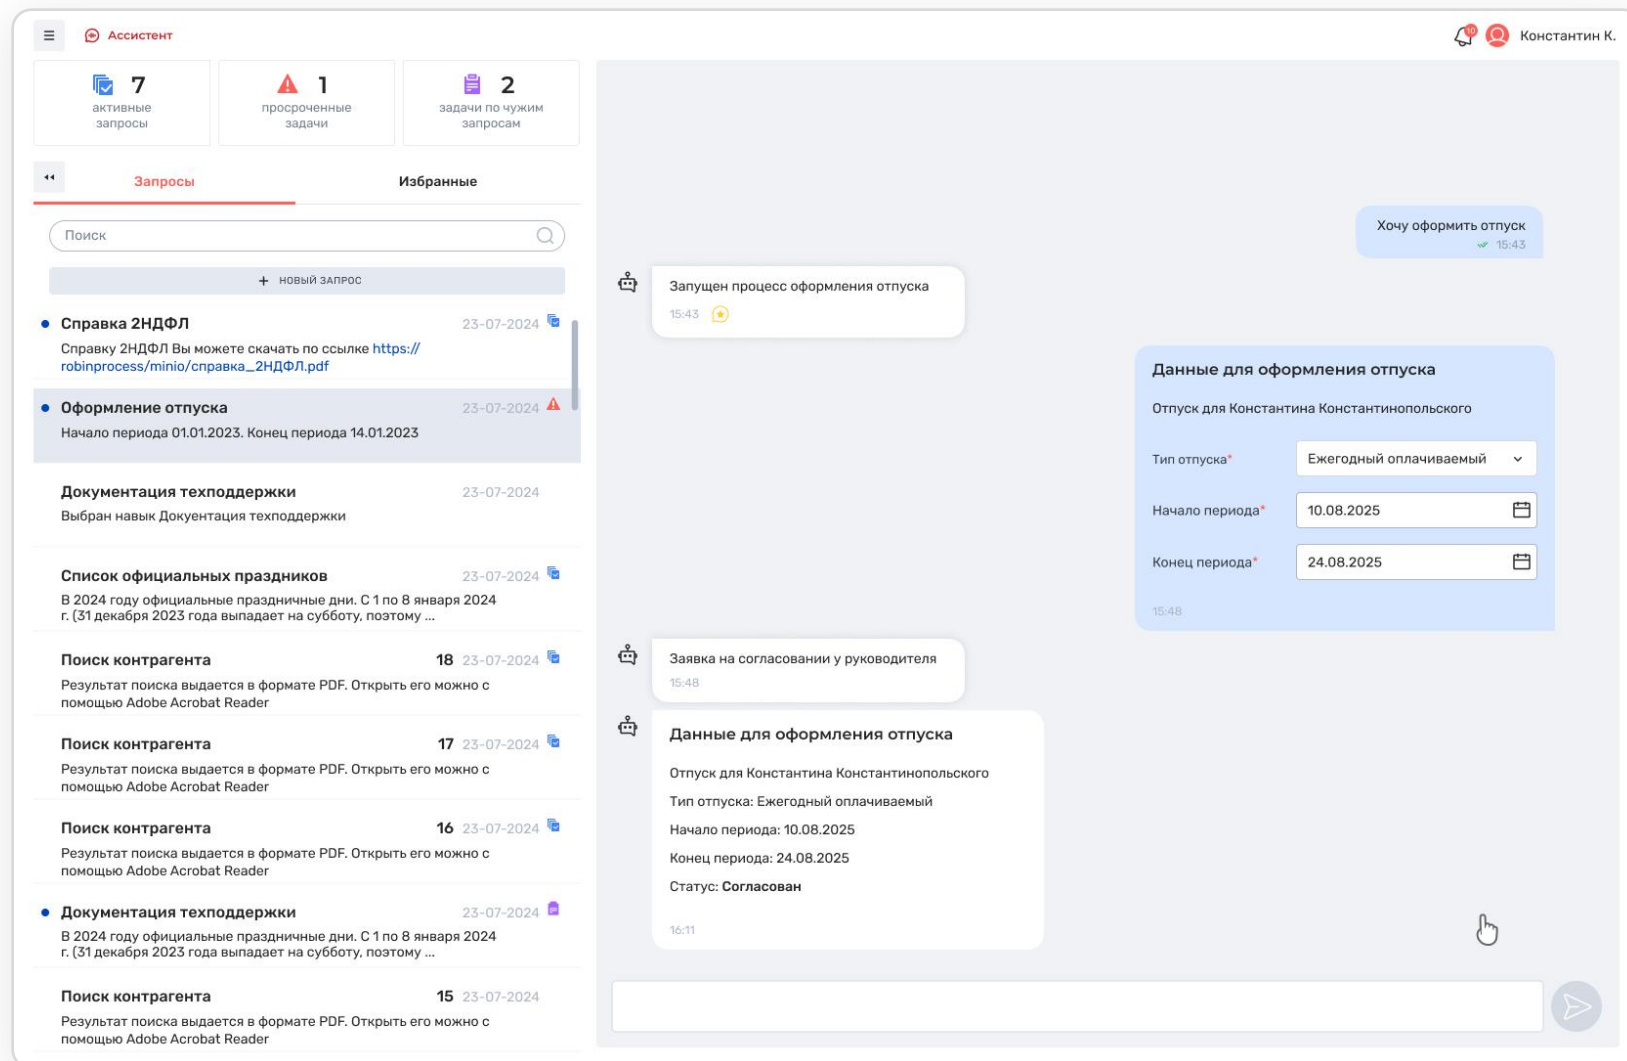 Ассистент
10
Константин К.
7
активные
запросы
1
просроченные
задачи
2
задачи по чужим
запросам
Запросы
Избранные
Поиск
+ НОВЫЙ ЗАПРОС
Справка 2НДФЛ 23-07-2024
Справку 2НДФЛ Вы можете скачать по ссылке https://
robinprocess/minio/справка_2НДФЛ.pdf
Оформление отпуска 23-07-2024
Начало периода 01.01.2023. Конец периода 14.01.2023
Документация техподдержки 23-07-2024
Выбран навык Докуентация техподдержки
Список официальных праздников 23-07-2024
В 2024 году официальные праздничные дни. С 1 по 8 января 2024
г. (31 декабря 2023 года выпадает на субботу, поэтому ...
Поиск контрагента 18 23-07-2024
Результат поиска выдается в формате PDF. Открыть его можно с
помощью Adobe Acrobat Reader
Поиск контрагента 17 23-07-2024
Результат поиска выдается в формате PDF. Открыть его можно с
помощью Adobe Acrobat Reader
Поиск контрагента 16 23-07-2024
Результат поиска выдается в формате PDF. Открыть его можно с
помощью Adobe Acrobat Reader
Документация техподдержки 23-07-2024
В 2024 году официальные праздничные дни. С 1 по 8 января 2024
г. (31 декабря 2023 года выпадает на субботу, поэтому ...
Поиск контрагента 15 23-07-2024
Результат поиска выдается в формате PDF. Открыть его можно с
помощью Adobe Acrobat Reader
Хочу оформить отпуск
15:43
Запущен процесс оформления отпуска
15:43
Данные для оформления отпуска
Отпуск для Константина Константинопольского
Тип отпуска* Ежегодный оплачиваемый
Начало периода* 10.08.2025
Конец периода* 24.08.2025
15:48
Заявка на согласовании у руководителя
15:48
Данные для оформления отпуска
Отпуск для Константина Константинопольского
Тип отпуска: Ежегодный оплачиваемый
Начало периода: 10.08.2025
Конец периода: 24.08.2025
Статус: Согласован
16:11